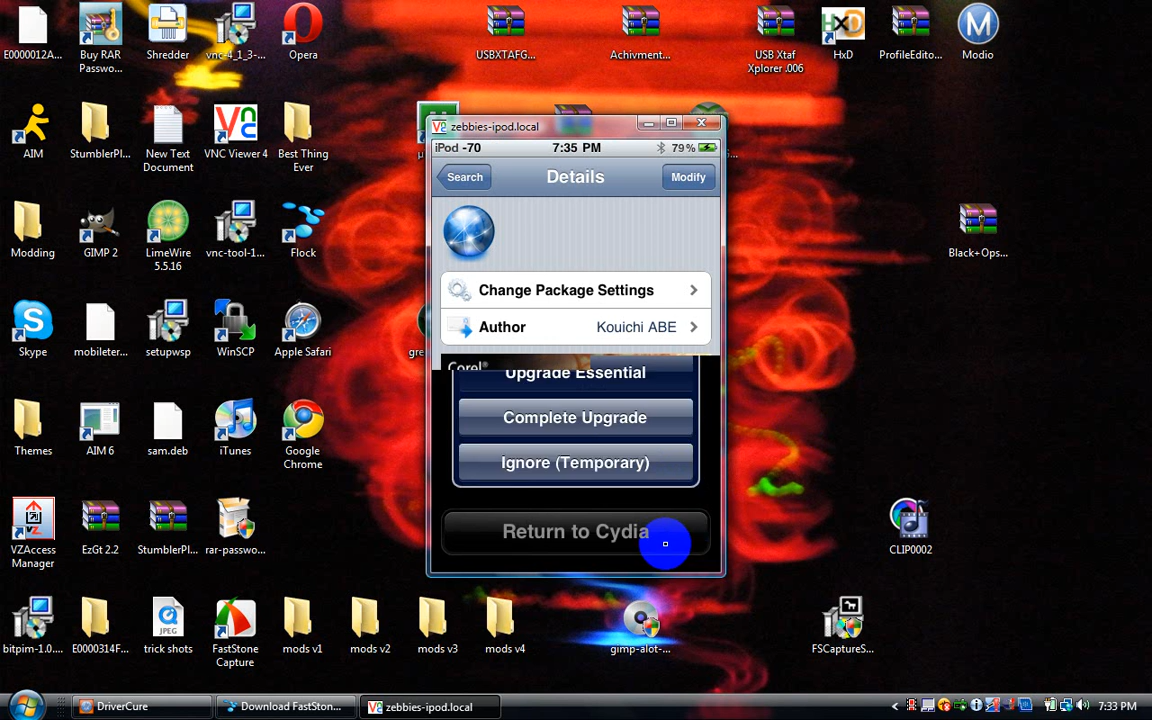 E0000012A...
Buy RAR
Passwo...
Shredder
vnc-4_1_3-...
Opera
USBXTAFG...
Achivment...
USB Xtaf
Xplorer .006
HxD
ProfileEdito...
Modio
AIM
StumblerPl...
New Text
Document
VNC Viewer 4
Best Thing
Ever
zebbies-ipod.local
iPod -70
7:35 PM
79%
Search
Details
Modify
Change Package Settings
Author
Kouichi ABE
Corel®
Upgrade Essential
Complete Upgrade
Ignore (Temporary)
Return to Cydia
Modding
GIMP 2
LimeWire
5.5.16
vnc-tool-1...
Flock
Black+Ops...
Skype
mobileter...
setupwsp
WinSCP
Apple Safari
Themes
AIM 6
sam.deb
iTunes
Google
Chrome
VZAccess
Manager
EzGt 2.2
StumblerPl...
rar-passwo...
CLIP0002
bitpim-1.0....
E0000314F...
trick shots
FastStone
Capture
mods v1
mods v2
mods v3
mods v4
gimp-alot-...
FSCaptureS...
DriverCure
Download FastSton...
zebbies-ipod.local
7:33 PM